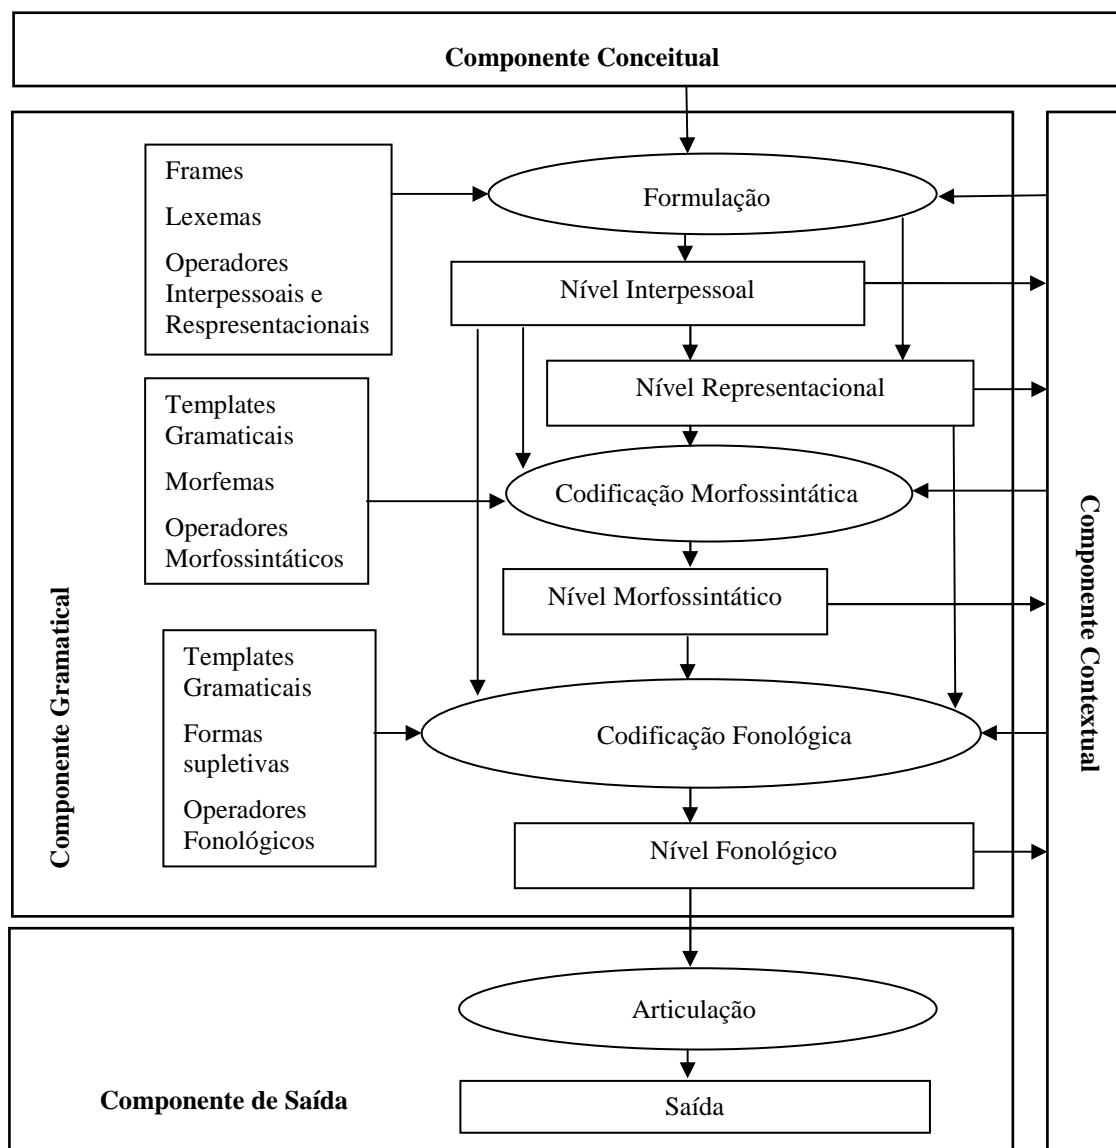 Componente Conceitual
Frames
Lexemas
Operadores
Interpessoais e
Respresentacionais
Formulação
Nível Interpessoal
Nível Representacional
Templates
Gramaticais
Morfemas
Operadores
Morfossintáticos
Codificação Morfossintática
Nível Morfossintático
Templates
Gramaticais
Formas
supletivas
Operadores
Fonológicos
Codificação Fonológica
Nível Fonológico
Componente Gramatical
Componente Contextual
Articulação
Componente de Saída
Saída